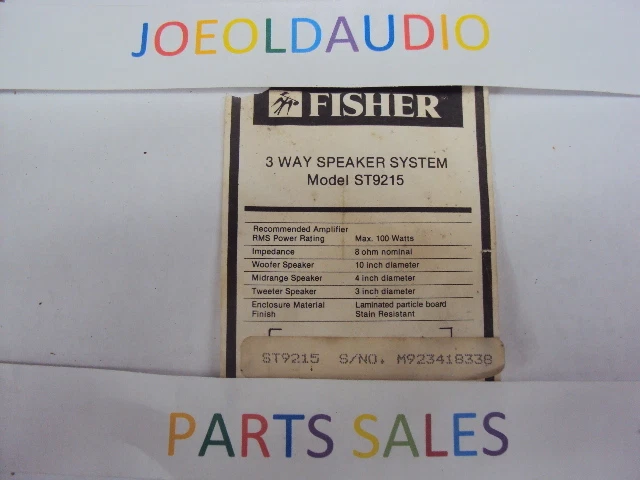 JOEOLDAUDIO
FISHER
3 WAY SPEAKER SYSTEM
Model ST9215
Recommended Amplifier
RMS Power Rating Max. 100 Watts
Impedance 8 ohm nominal
Woofer Speaker 10 inch diameter
Midrange Speaker 4 inch diameter
Tweeter Speaker 3 inch diameter
Enclosure Material Laminated particle board
Finish Stain Resistant
ST9215 S/NO. M92341833B
PARTS SALES